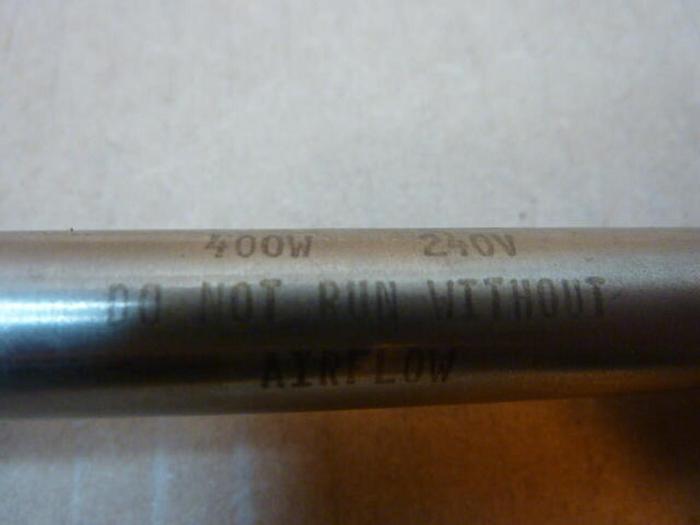 400W 240V
DO NOT RUN WITHOUT
AIRFLOW